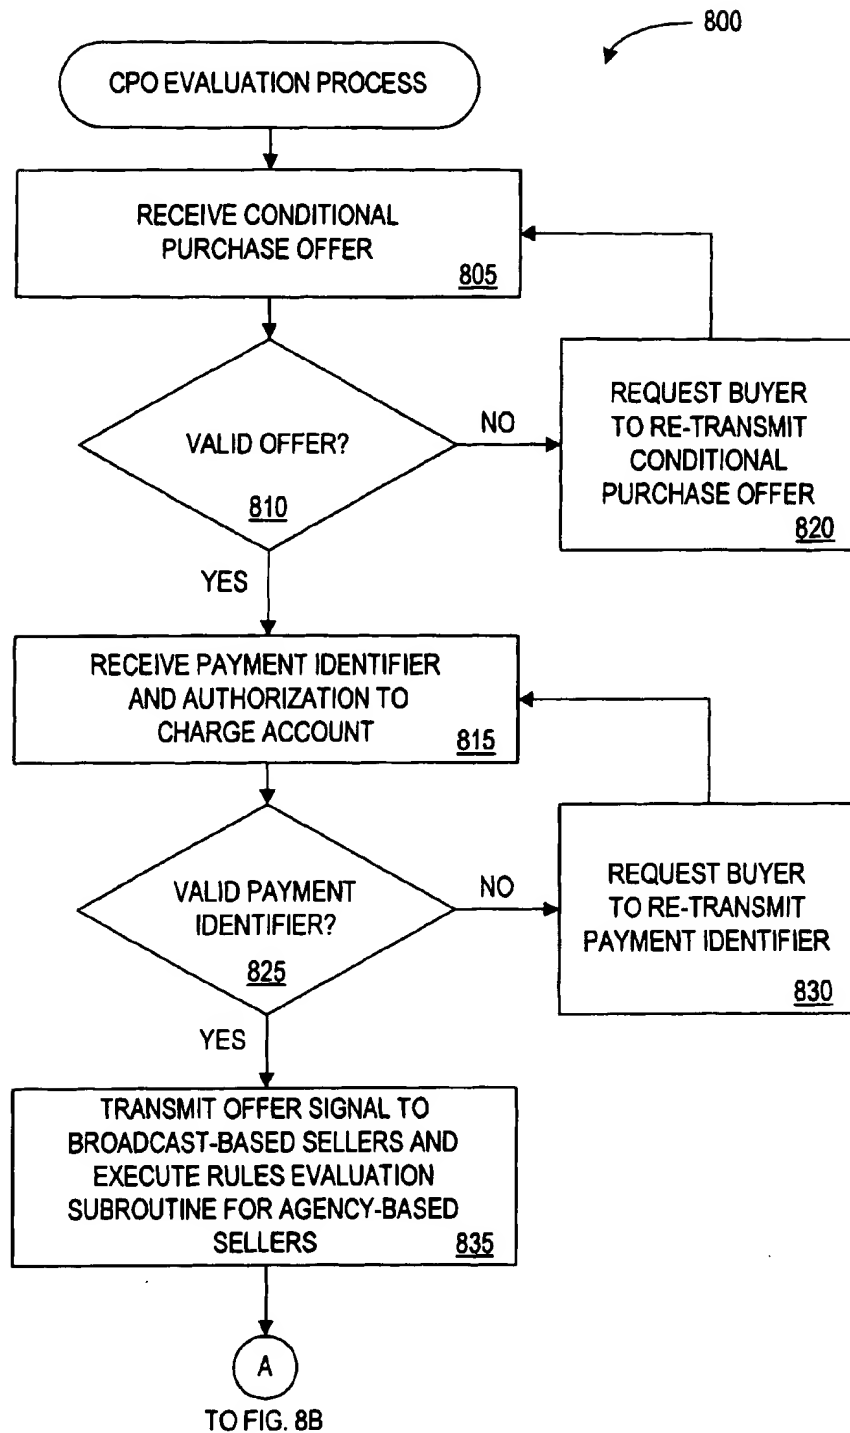 800
CPO EVALUATION PROCESS
RECEIVE CONDITIONAL
PURCHASE OFFER
805
VALID OFFER?
810
NO
REQUEST BUYER
TO RE-TRANSMIT
CONDITIONAL
PURCHASE OFFER
820
YES
RECEIVE PAYMENT IDENTIFIER
AND AUTHORIZATION TO
CHARGE ACCOUNT
815
VALID PAYMENT
IDENTIFIER?
825
NO
REQUEST BUYER
TO RE-TRANSMIT
PAYMENT IDENTIFIER
830
YES
TRANSMIT OFFER SIGNAL TO
BROADCAST-BASED SELLERS AND
EXECUTE RULES EVALUATION
SUBROUTINE FOR AGENCY-BASED
SELLERS
835
A
TO FIG. 8B